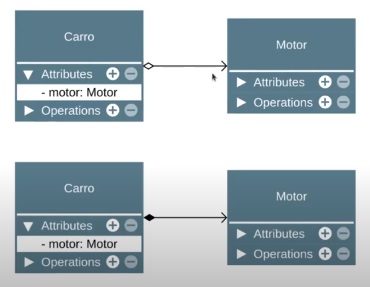 Carro
Attributes
- motor: Motor
Operations
Motor
Attributes
Operations
Carro
Attributes
- motor: Motor
Operations
Motor
Attributes
Operations